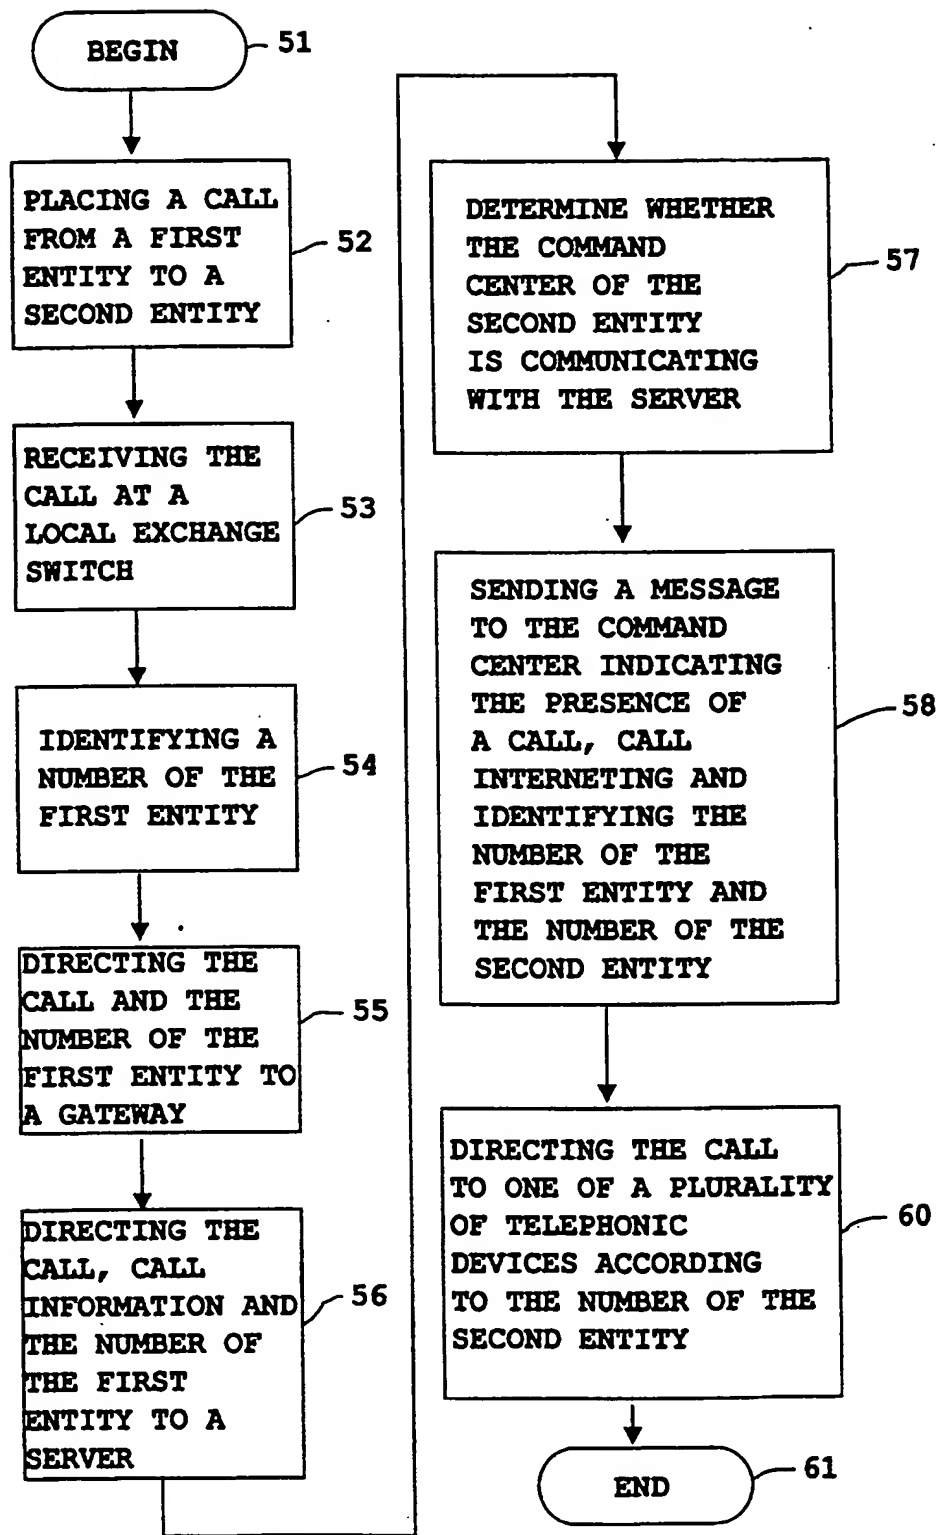 BEGIN
51
PLACING A CALL
FROM A FIRST
ENTITY TO A
SECOND ENTITY
52
RECEIVING THE
CALL AT A
LOCAL EXCHANGE
SWITCH
53
IDENTIFYING A
NUMBER OF THE
FIRST ENTITY
54
DIRECTING THE
CALL AND THE
NUMBER OF THE
FIRST ENTITY TO
A GATEWAY
55
DIRECTING THE
CALL, CALL
INFORMATION AND
THE NUMBER OF
THE FIRST
ENTITY TO A
SERVER
56
DETERMINE WHETHER
THE COMMAND
CENTER OF THE
SECOND ENTITY
IS COMMUNICATING
WITH THE SERVER
57
SENDING A MESSAGE
TO THE COMMAND
CENTER INDICATING
THE PRESENCE OF
A CALL, CALL
INTERNETING AND
IDENTIFYING THE
NUMBER OF THE
FIRST ENTITY AND
THE NUMBER OF THE
SECOND ENTITY
58
DIRECTING THE CALL
TO ONE OF A PLURALITY
OF TELEPHONIC
DEVICES ACCORDING
TO THE NUMBER OF THE
SECOND ENTITY
60
END
61